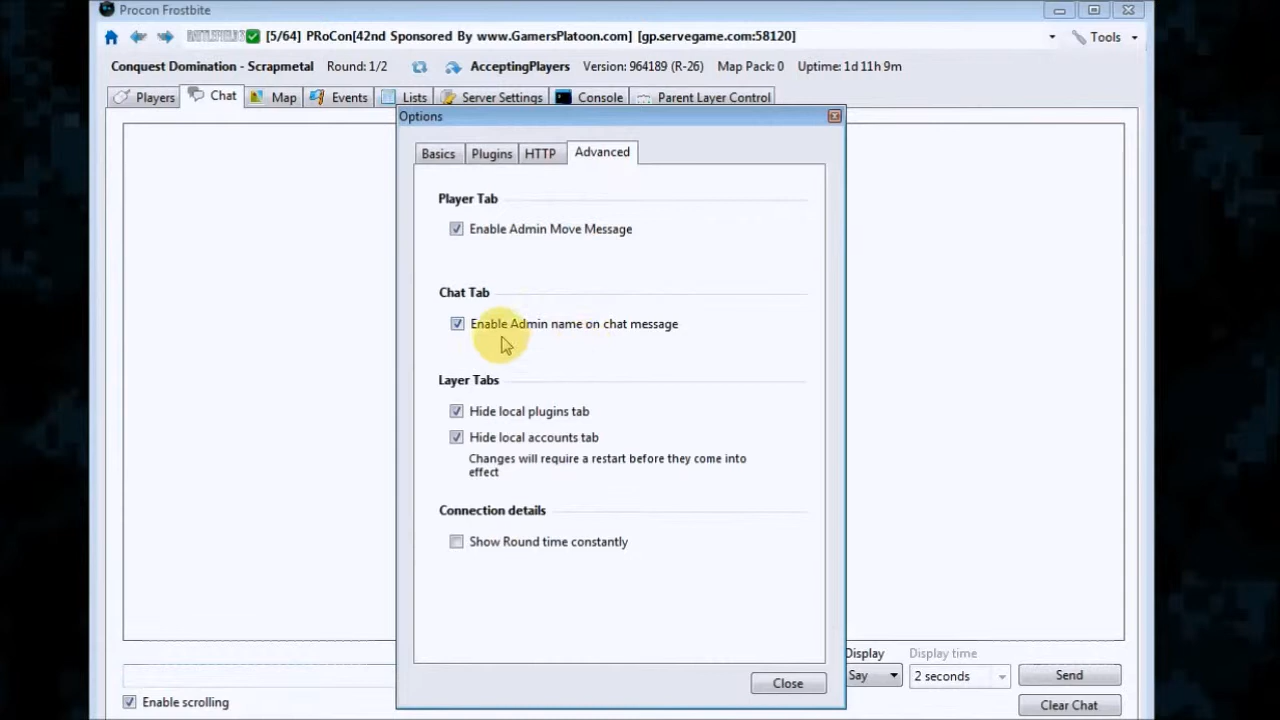 Procon Frostbite
[5/64] PRoCon[42nd Sponsored By www.GamersPlatoon.com] [gp.servegame.com:58120]
Tools
Conquest Domination - Scrapmetal Round: 1/2 AcceptingPlayers Version: 964189 (R-26) Map Pack: 0 Uptime: 1d 11h 9m
Players Chat Map Events Lists Server Settings Console Parent Layer Control
Options
Basics Plugins HTTP Advanced
Player Tab
Enable Admin Move Message
Chat Tab
Enable Admin name on chat message
Layer Tabs
Hide local plugins tab
Hide local accounts tab
Changes will require a restart before they come into
effect
Connection details
Show Round time constantly
Close
Display Display time
Say 2 seconds Send
Enable scrolling
Clear Chat